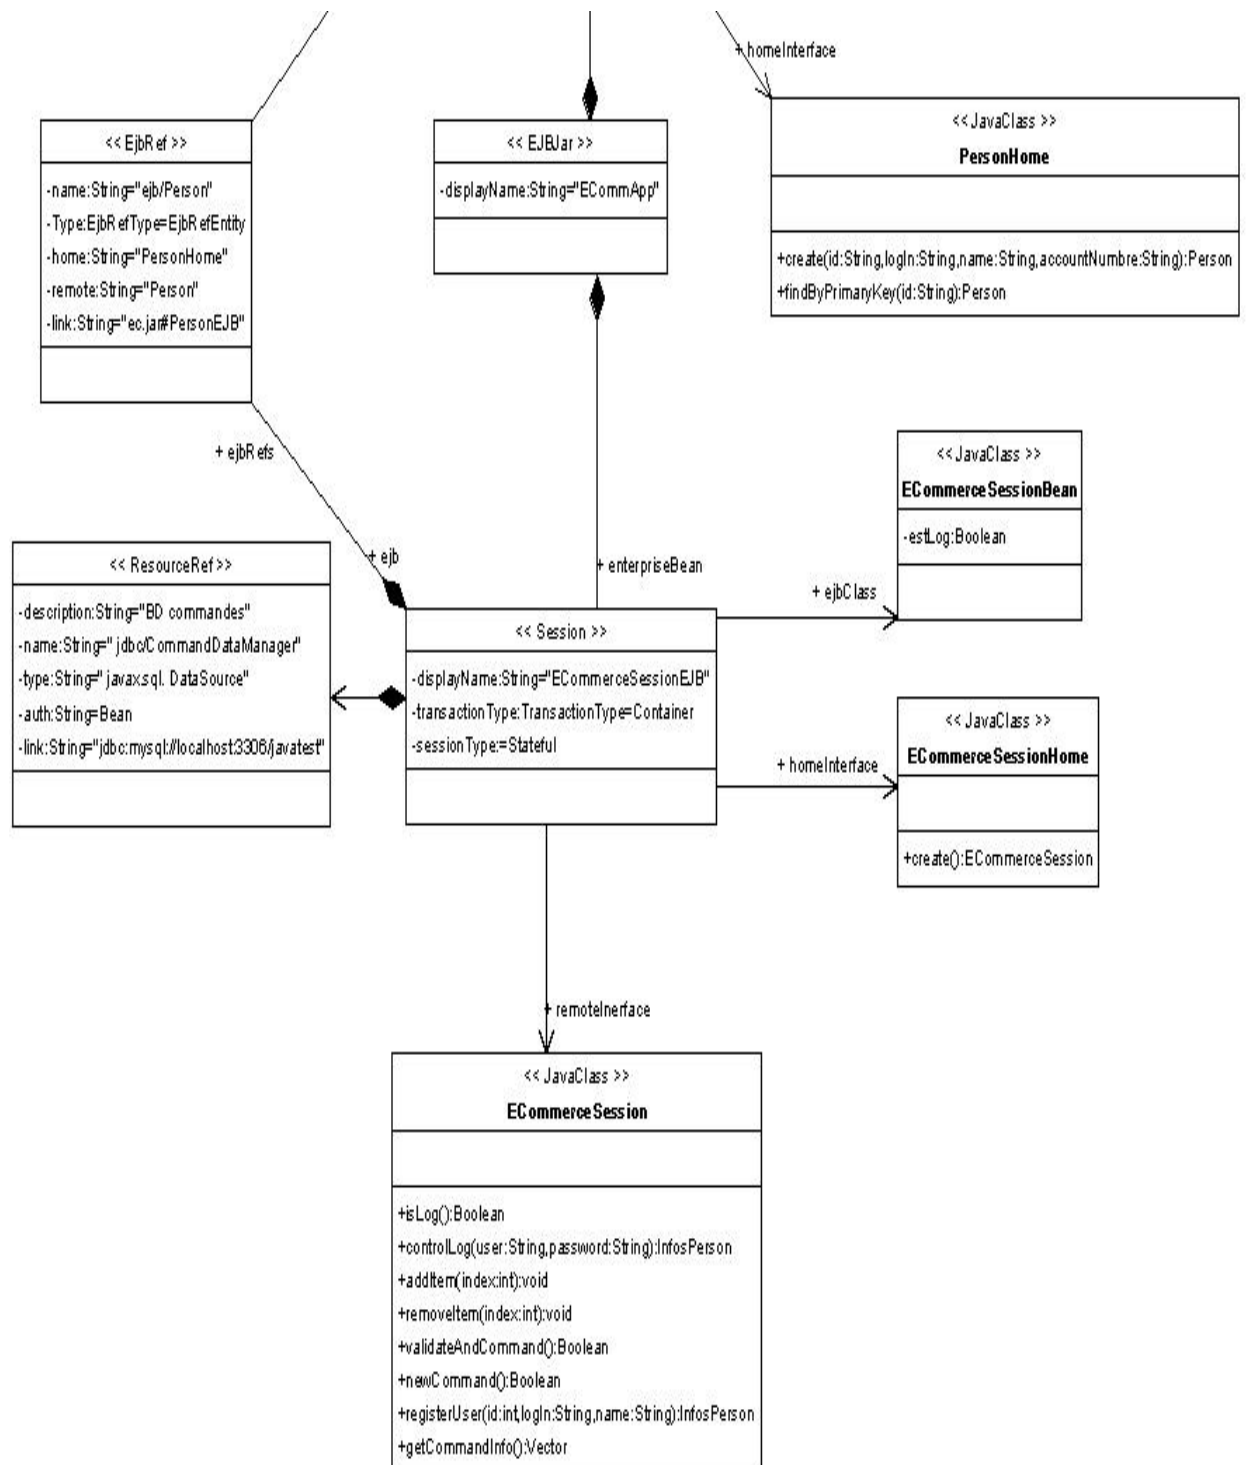 + homeInterface
<< EjbRef >>
-name:String="ejb/Person"
-Type:EjbRefType=EjbRefEntity
-home:String="PersonHome"
-remote:String="Person"
-link:String="ec.jar#PersonEJB"
<< EJBJar >>
-displayName:String="ECommApp"
<< JavaClass >>
PersonHome
+create(id:String,logIn:String,name:String,accountNumbre:String):Person
+findByPrimaryKey(id:String):Person
+ ejbRefs
+ ejb
+ enterpriseBean
<< JavaClass >>
ECommerceSessionBean
-estLog:Boolean
+ ejbClass
<< ResourceRef >>
-description:String="BD commandes"
-name:String=" jdbc/CommandDataManager"
-type:String=" javax.sql. DataSource"
-auth:String=Bean
-link:String="jdbc:mysql://localhost:3306/javatest"
<< Session >>
-displayName:String="ECommerceSessionEJB"
-transactionType:TransactionType=Container
-sessionType:=Stateful
+ homeInterface
<< JavaClass >>
ECommerceSessionHome
+create():ECommerceSession
+ remoteInerface
<< JavaClass >>
ECommerceSession
+isLog():Boolean
+controlLog(user:String,password:String):InfosPerson
+addItem(index:int):void
+removeItem(index:int):void
+validateAndCommand():Boolean
+newCommand():Boolean
+registerUser(id:int,logIn:String,name:String):InfosPerson
+getCommandInfo():Vector